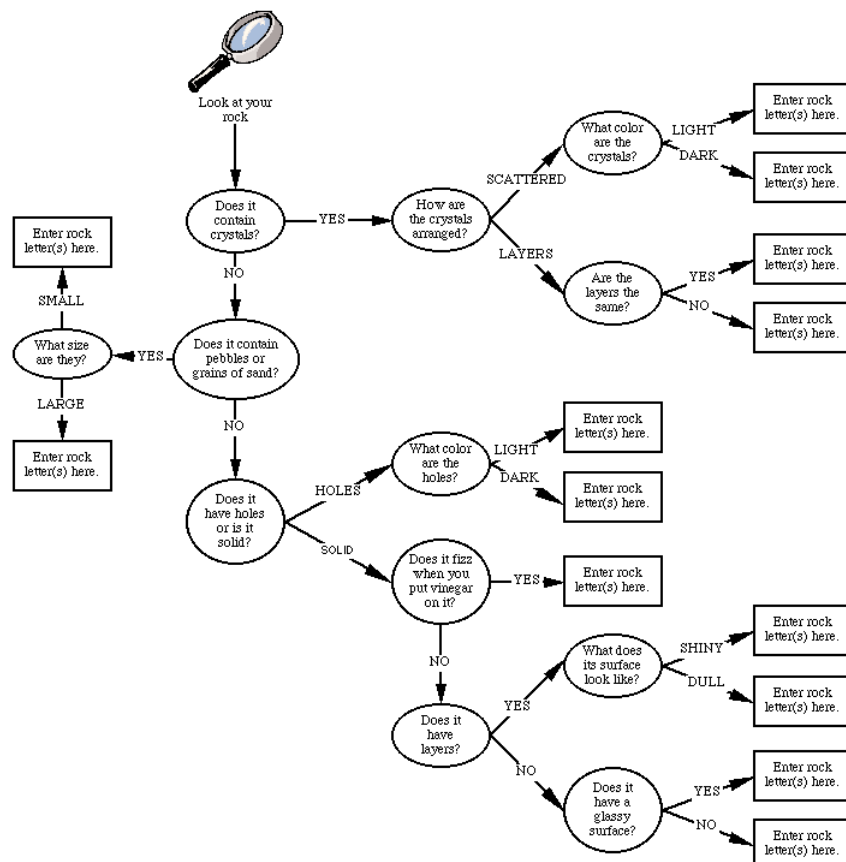 Look at your
rock
Does it
contain
crystals?
YES
How are
the crystals
arranged?
SCATTERED
What color
are the
crystals?
LIGHT
Enter rock
letter(s) here.
DARK
Enter rock
letter(s) here.
LAYERS
Are the
layers the
same?
YES
Enter rock
letter(s) here.
NO
Enter rock
letter(s) here.
NO
Does it contain
pebbles or
grains of sand?
YES
What size
are they?
SMALL
Enter rock
letter(s) here.
LARGE
Enter rock
letter(s) here.
NO
Does it
have holes
or is it
solid?
HOLES
What color
are the
holes?
LIGHT
Enter rock
letter(s) here.
DARK
Enter rock
letter(s) here.
SOLID
Does it fizz
when you
put vinegar
on it?
YES
Enter rock
letter(s) here.
NO
Does it
have
layers?
YES
What does
its surface
look like?
SHINY
Enter rock
letter(s) here.
DULL
Enter rock
letter(s) here.
NO
Does it
have a
glassy
surface?
YES
Enter rock
letter(s) here.
NO
Enter rock
letter(s) here.